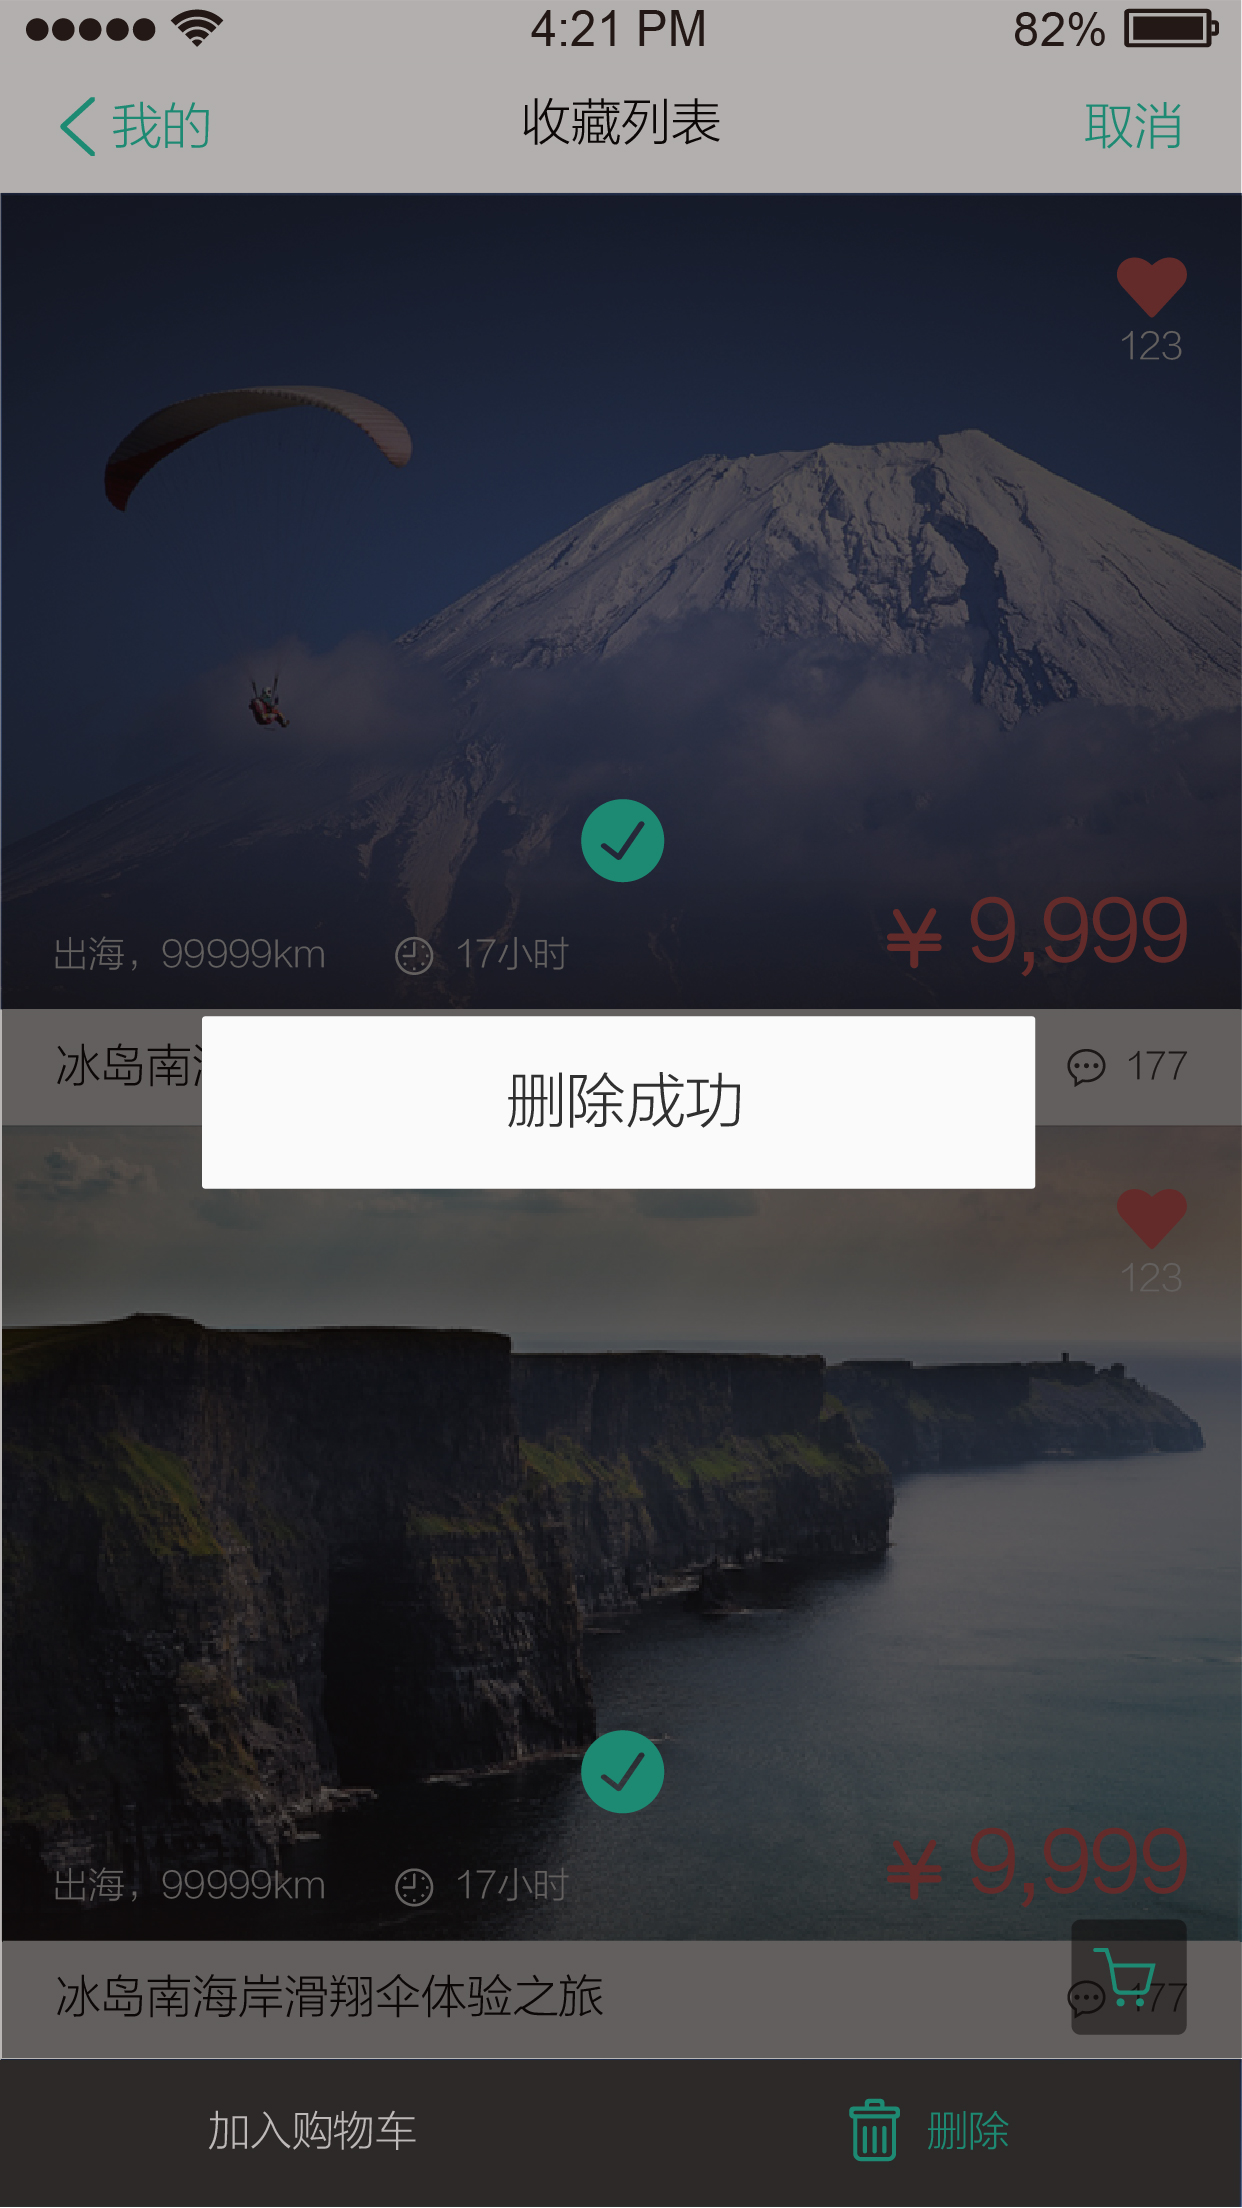 4:21 PM
82%
我的
收藏列表
取消
123
¥ 9,999
出海，99999km
17小时
冰岛南
177
删除成功
123
¥ 9,999
出海，99999km
17小时
冰岛南海岸滑翔伞体验之旅
177
加入购物车
删除